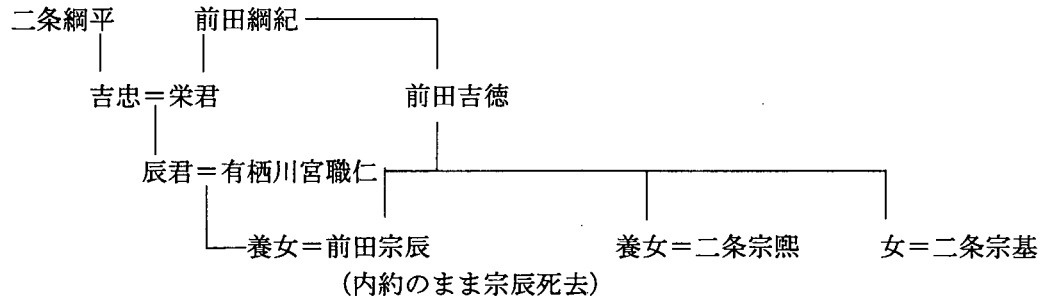 二条綱平 前田綱紀
吉忠＝栄君 前田吉徳
辰君＝有栖川宮職仁
養女＝前田宗辰 養女＝二条宗熙 女＝二条宗基
（内約のまま宗辰死去）